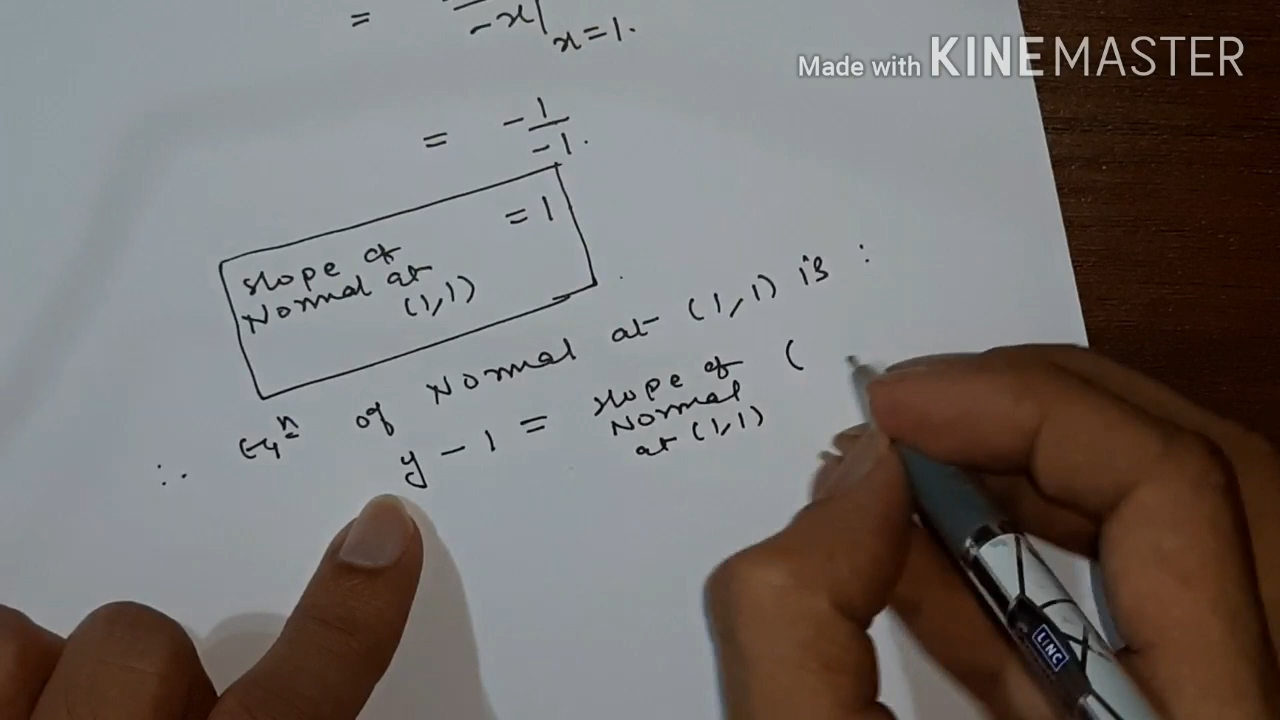 Made with KINEMASTER
= -x| x=1.
= -1/-1.
= 1
slope of
Normal at
(1,1)
∴ Eqn of Normal at (1,1) is :
y - 1 = slope of (
Normal
at (1,1)
LINC